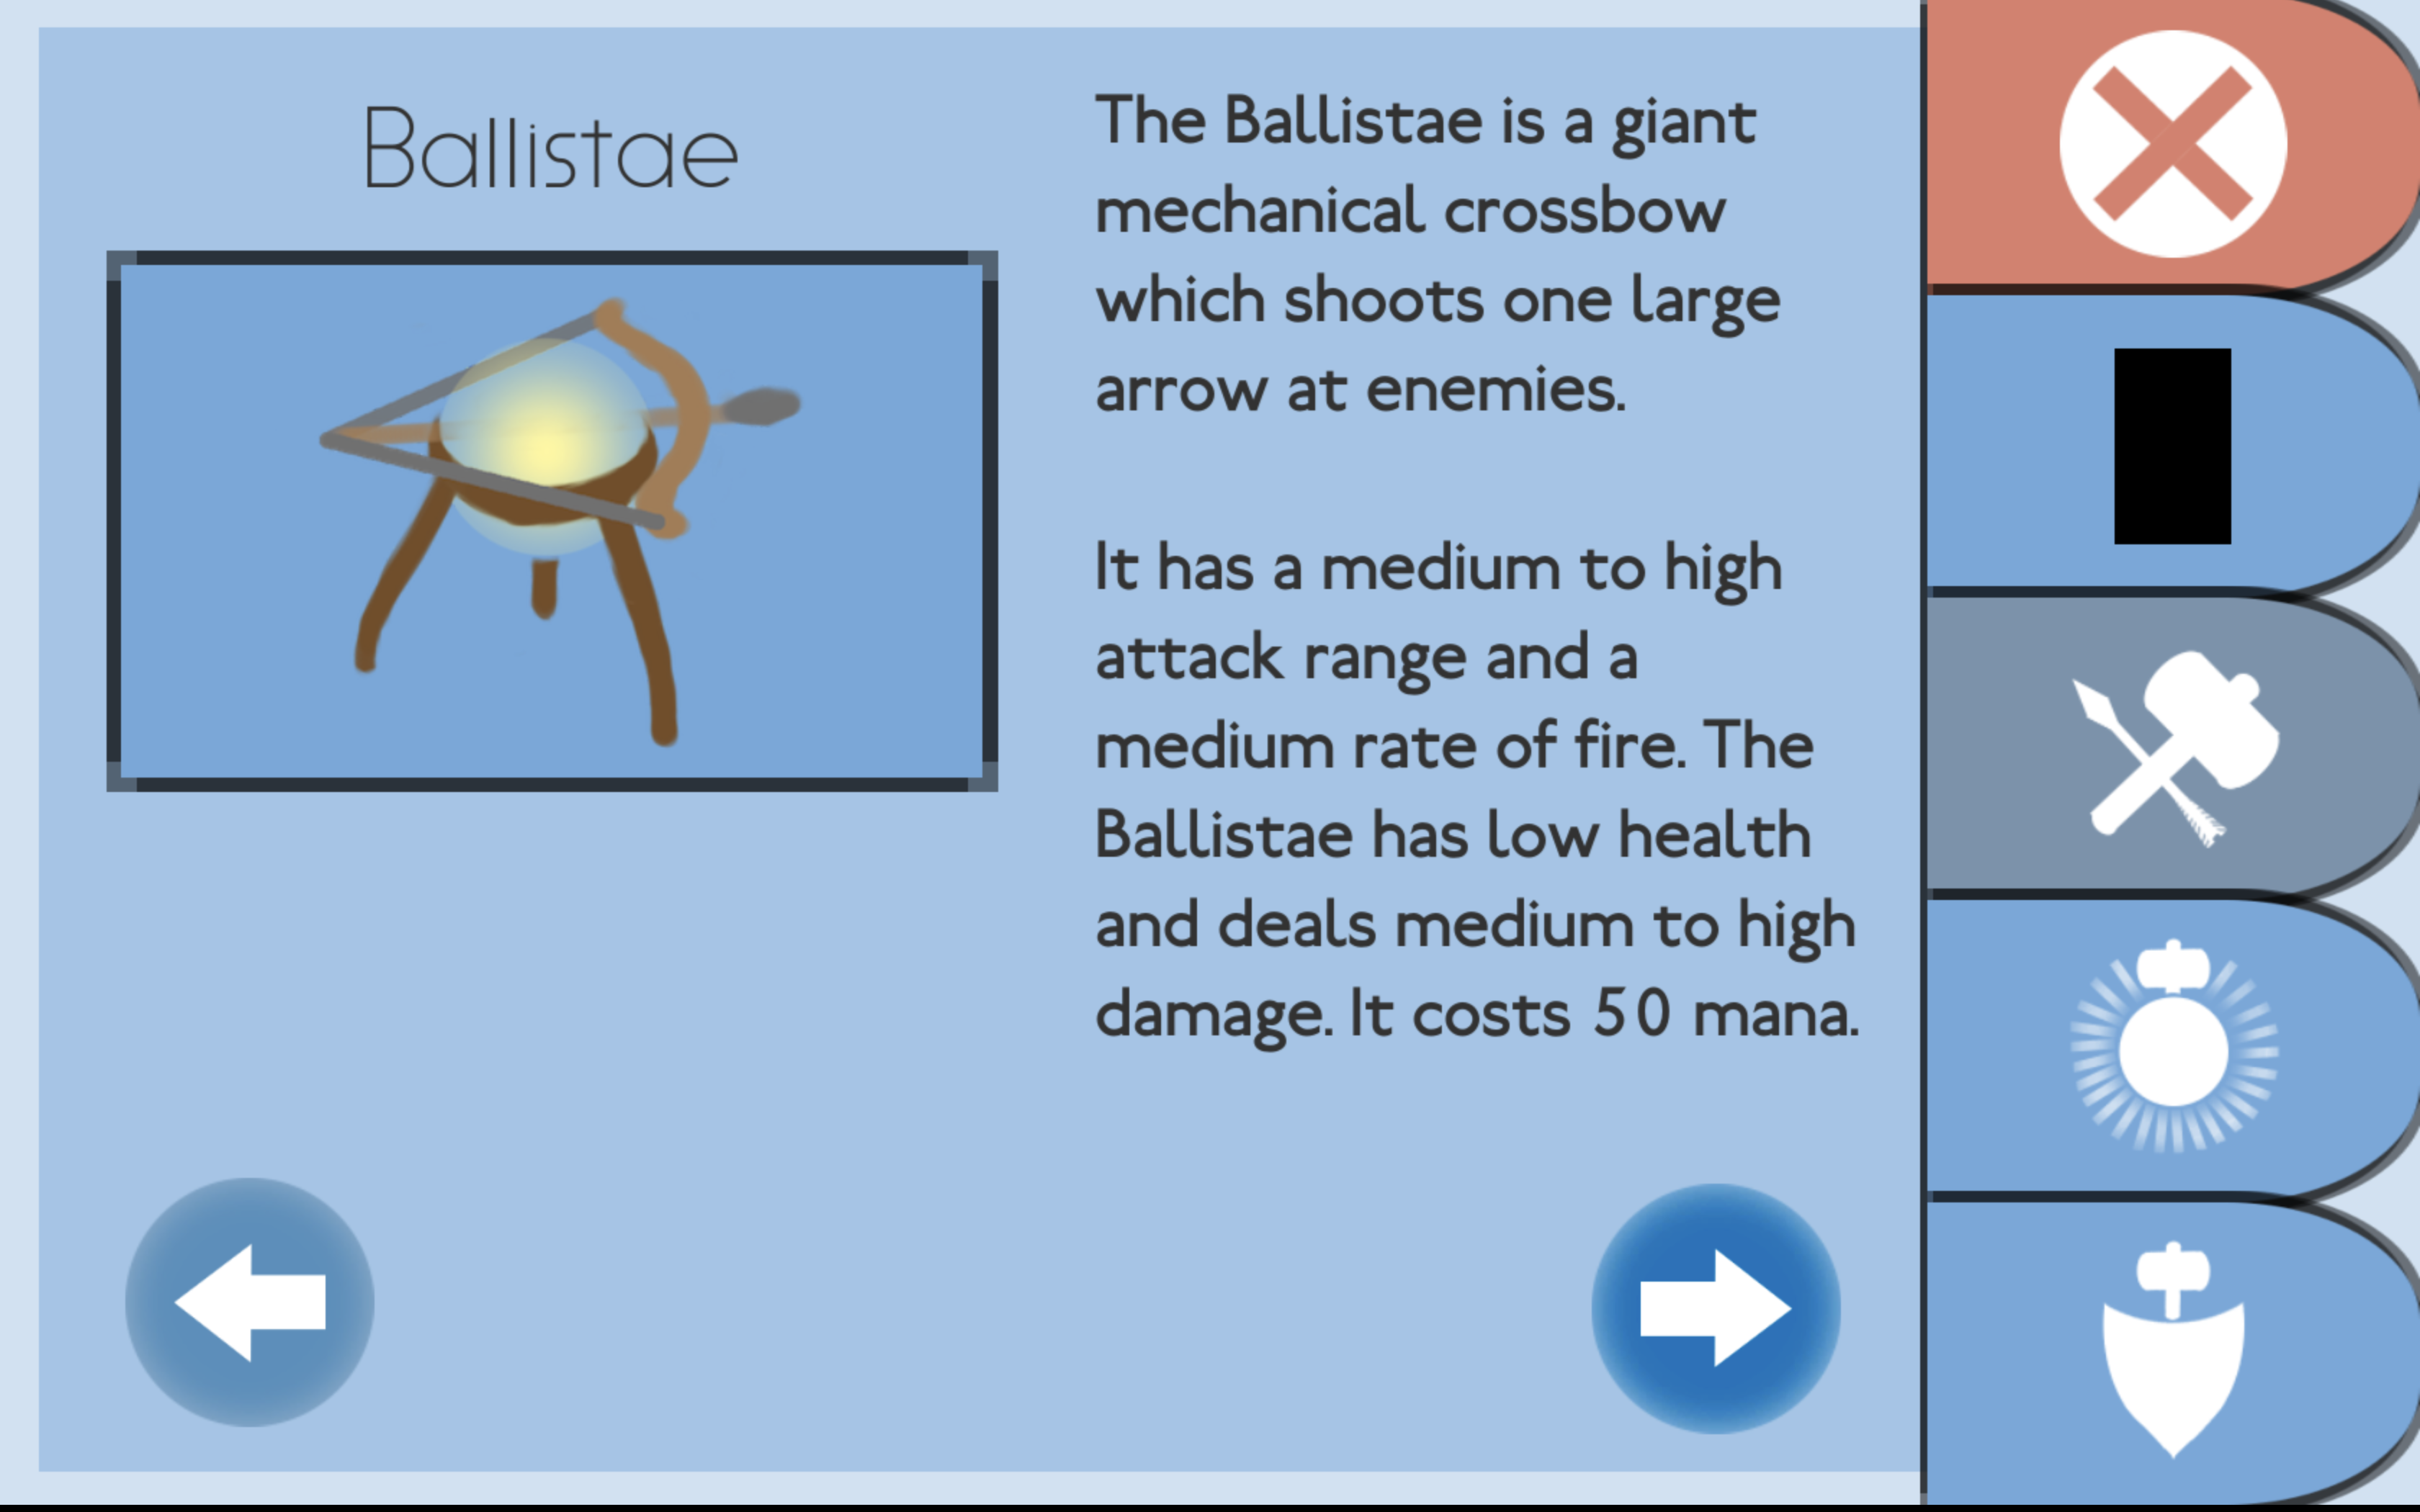 Ballistae
The Ballistae is a giant
mechanical crossbow
which shoots one large
arrow at enemies.
It has a medium to high
attack range and a
medium rate of fire. The
Ballistae has low health
and deals medium to high
damage. It costs 50 mana.